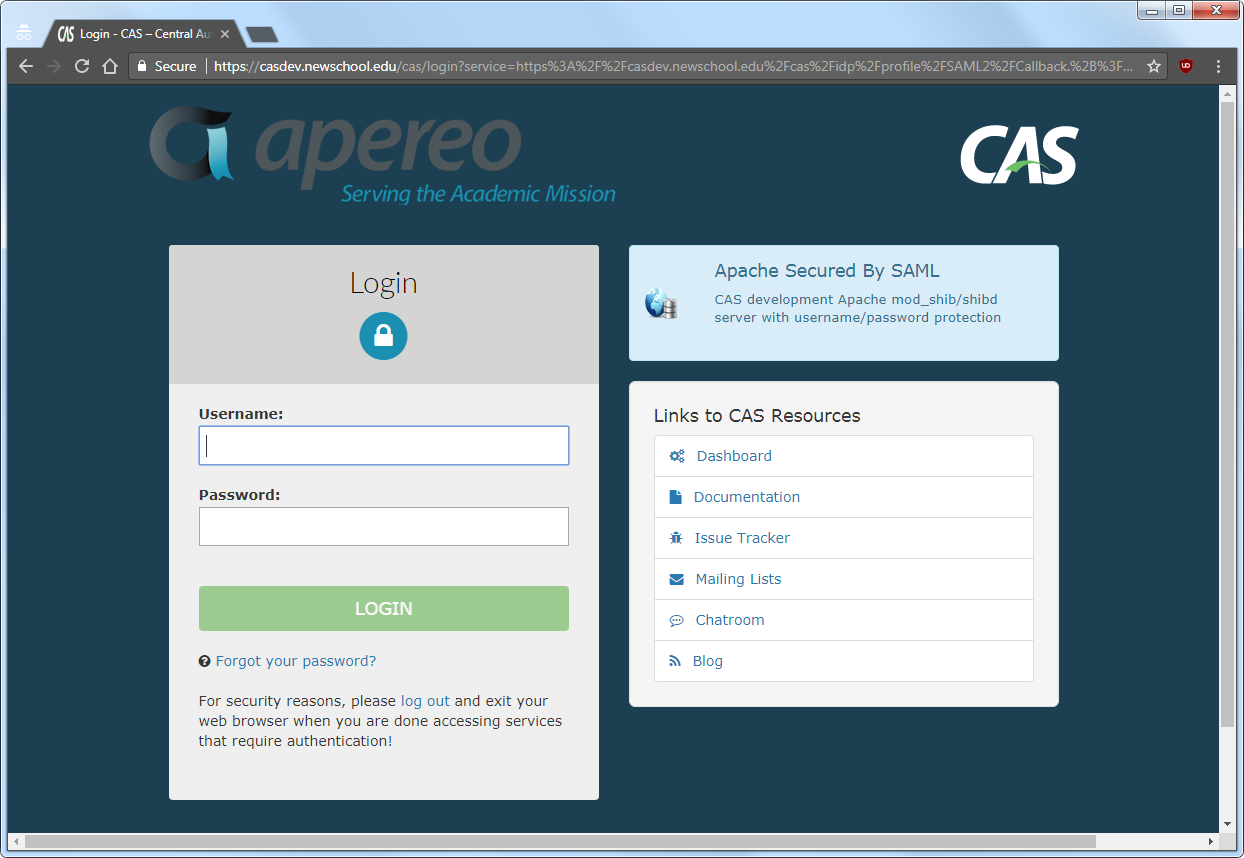 CAS Login - CAS – Central Au
Secure https://casdev.newschool.edu/cas/login?service=https%3A%2F%2Fcasdev.newschool.edu%2Fcas%2Fidp%2Fprofile%2FSAML2%2FCallback.%2B%3F...
apereo
Serving the Academic Mission
CAS
Login
Username:
Password:
LOGIN
Forgot your password?
For security reasons, please log out and exit your
web browser when you are done accessing services
that require authentication!
Apache Secured By SAML
CAS development Apache mod_shib/shibd
server with username/password protection
Links to CAS Resources
Dashboard
Documentation
Issue Tracker
Mailing Lists
Chatroom
Blog